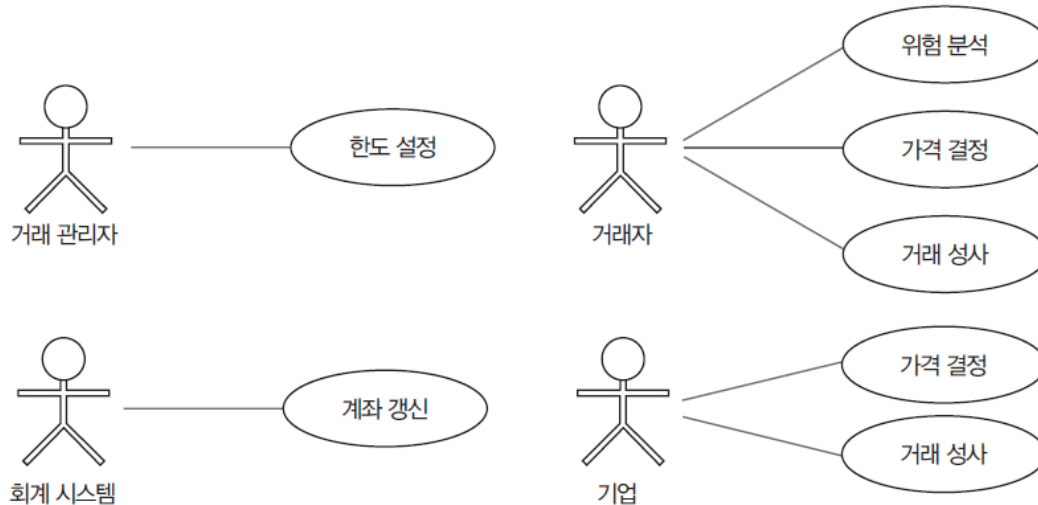 위험 분석
한도 설정
가격 결정
거래 관리자
거래자
거래 성사
가격 결정
계좌 갱신
거래 성사
회계 시스템
기업